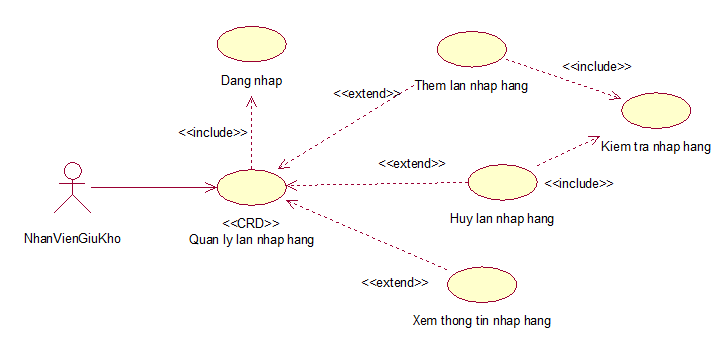 Dang nhap
<<include>>
<<extend>>
Them lan nhap hang
<<include>>
Kiem tra nhap hang
<<extend>>
<<include>>
Huy lan nhap hang
NhanVienGiuKho
<<CRD>>
Quan ly lan nhap hang
<<extend>>
Xem thong tin nhap hang